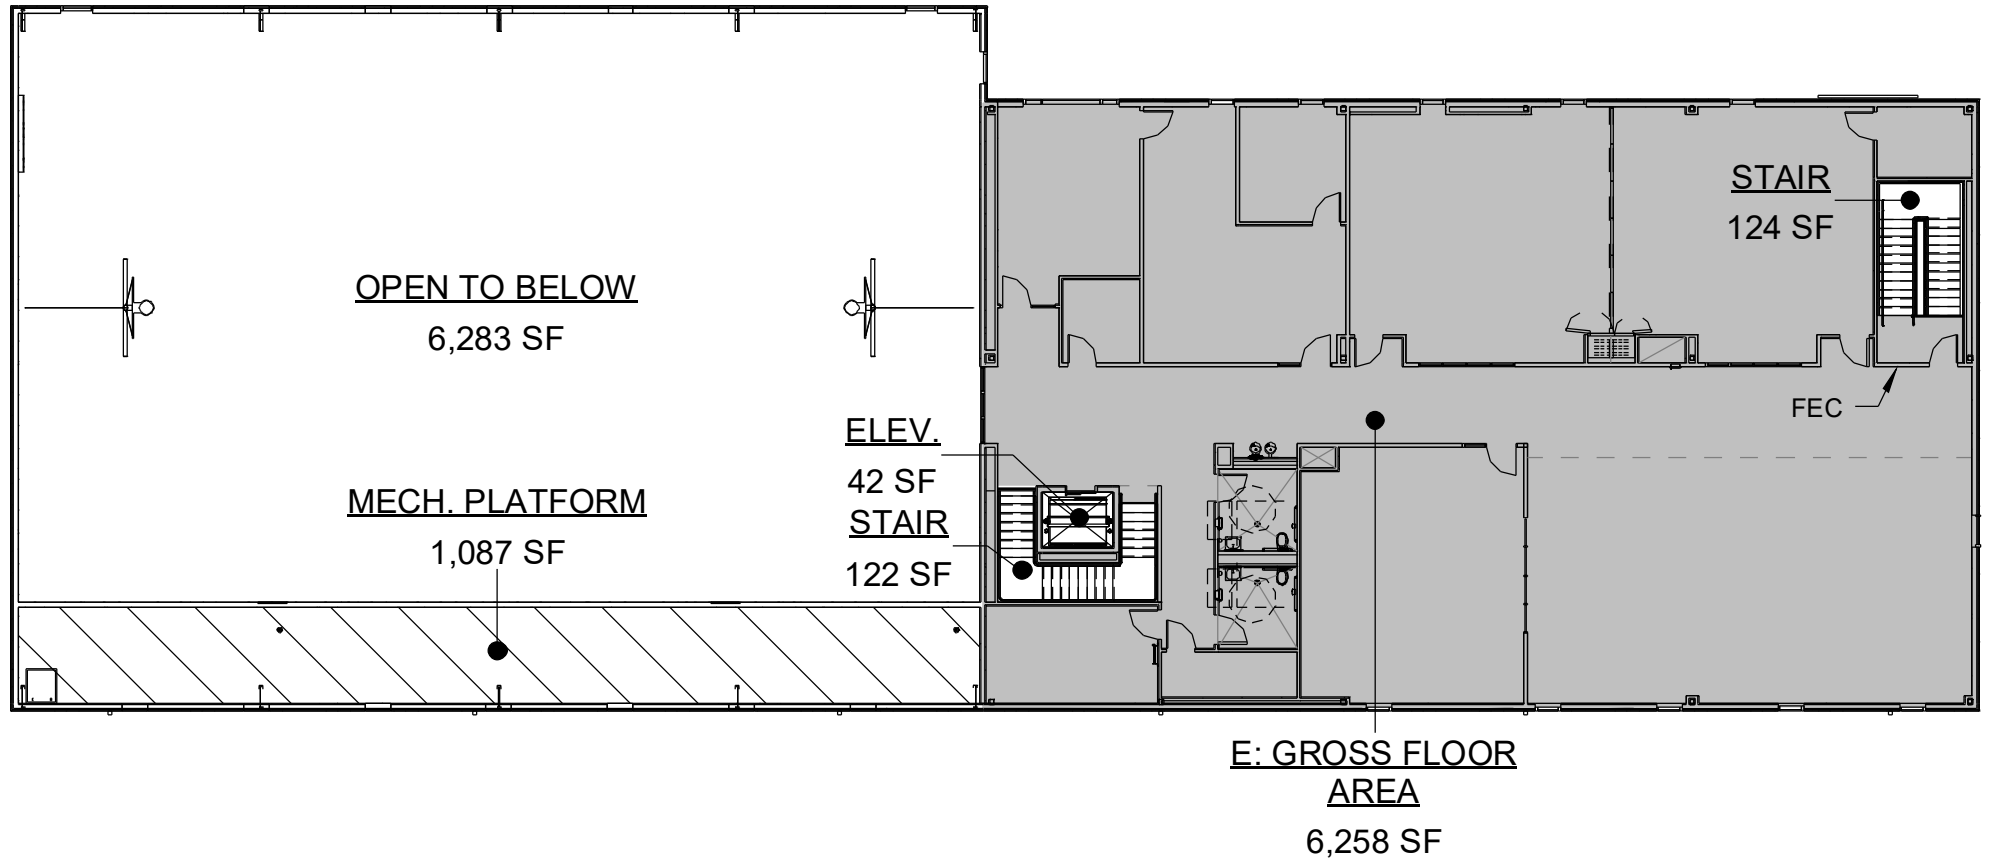 STAIR
124 SF
OPEN TO BELOW
6,283 SF
FEC
ELEV.
42 SF
MECH. PLATFORM
1,087 SF
STAIR
122 SF
E: GROSS FLOOR
AREA
6,258 SF